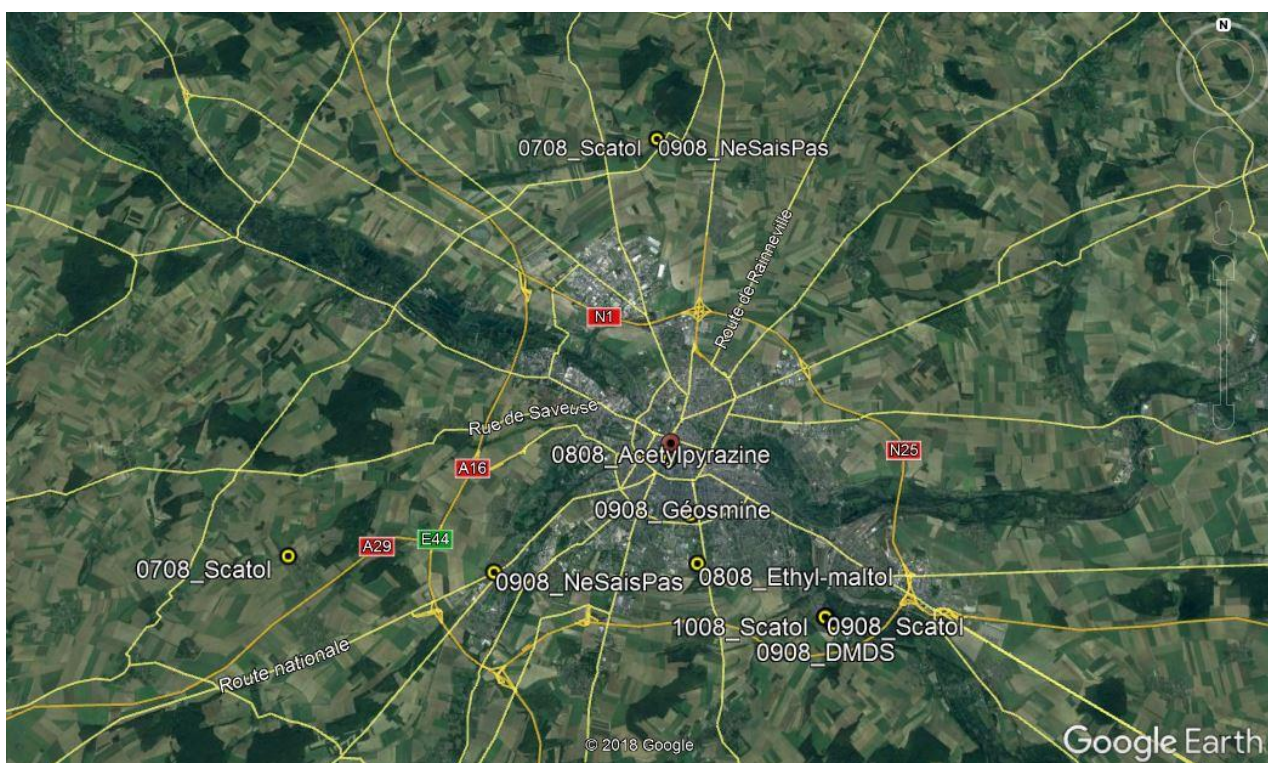 N
0708_Scatol 0908_NeSaisPas
Route de Rainneville
N1
Rue de Saveuse
0808_Acetylpyrazine
A16
N25
0908_Géosmine
E44
A29
0708_Scatol
0908_NeSaisPas
0808_Ethyl-maltol
1008_Scatol 0908_Scatol
0908_DMDS
Route nationale
© 2018 Google
Google Earth